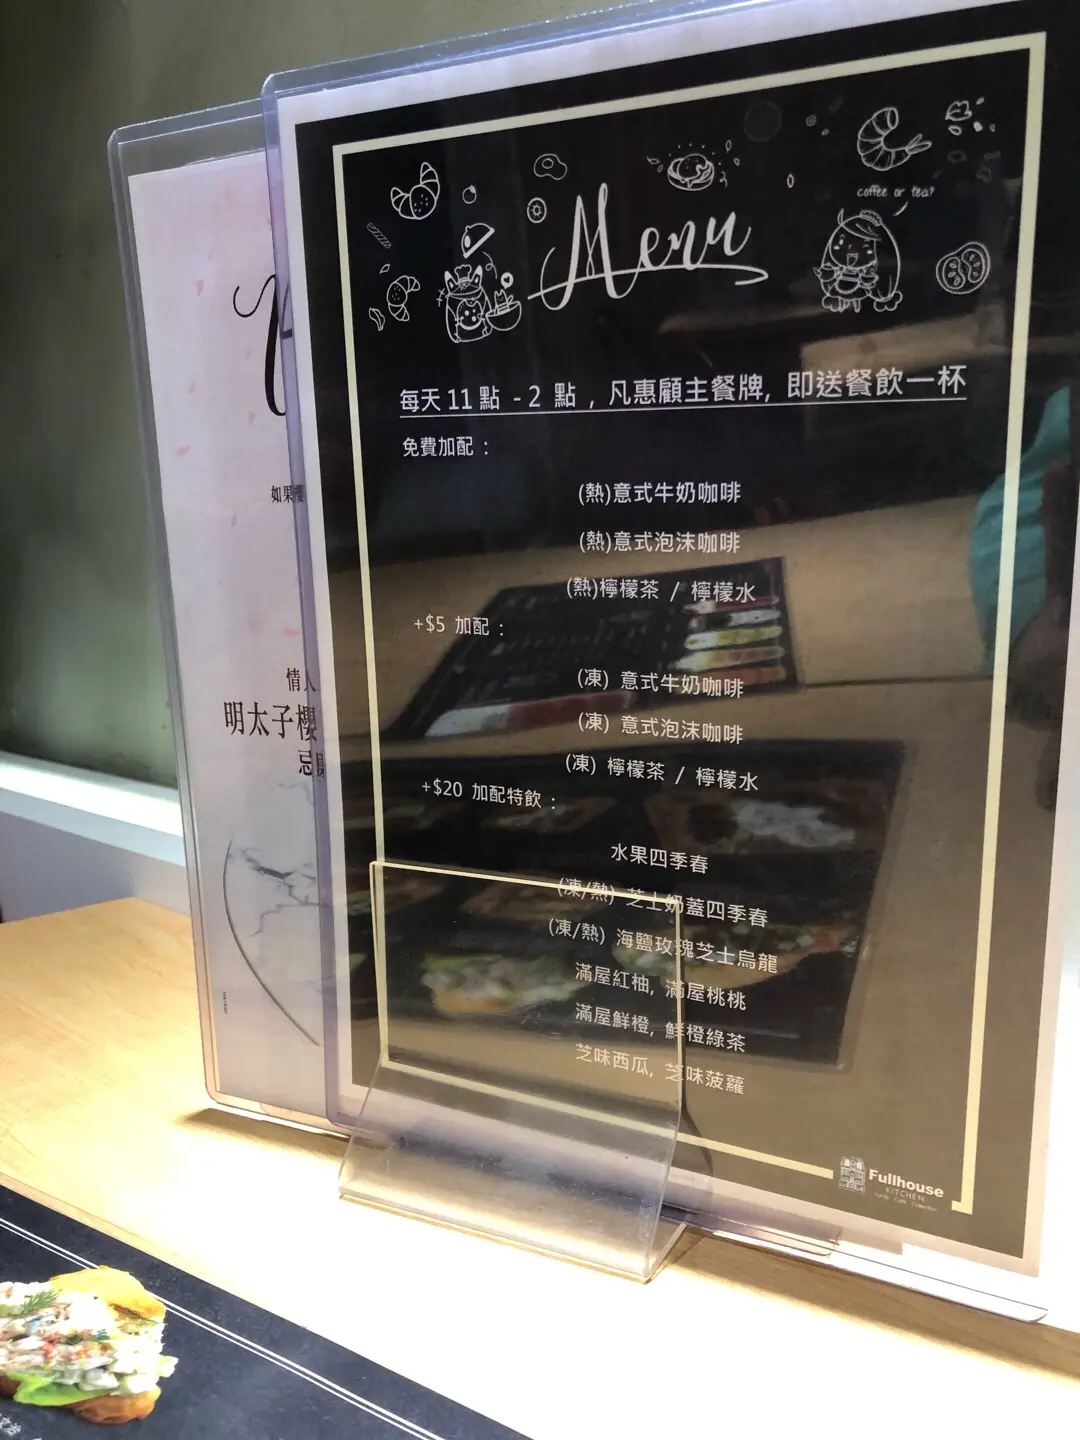 Menu
coffee or tea?
每天 11 點 - 2 點 , 凡惠顧主餐牌, 即送餐飲一杯
免費加配 :
(熱)意式牛奶咖啡
(熱)意式泡沫咖啡
(熱)檸檬茶 / 檸檬水
+$5 加配 :
(凍) 意式牛奶咖啡
(凍) 意式泡沫咖啡
(凍) 檸檬茶 / 檸檬水
+$20 加配特飲 :
水果四季春
(凍/熱) 芝士奶蓋四季春
(凍/熱) 海鹽玫瑰芝士烏龍
滿屋紅柚, 滿屋桃桃
滿屋鮮橙, 鮮橙綠茶
芝味西瓜, 芝味菠蘿
Fullhouse
KITCHEN
如果
情人
明太子櫻